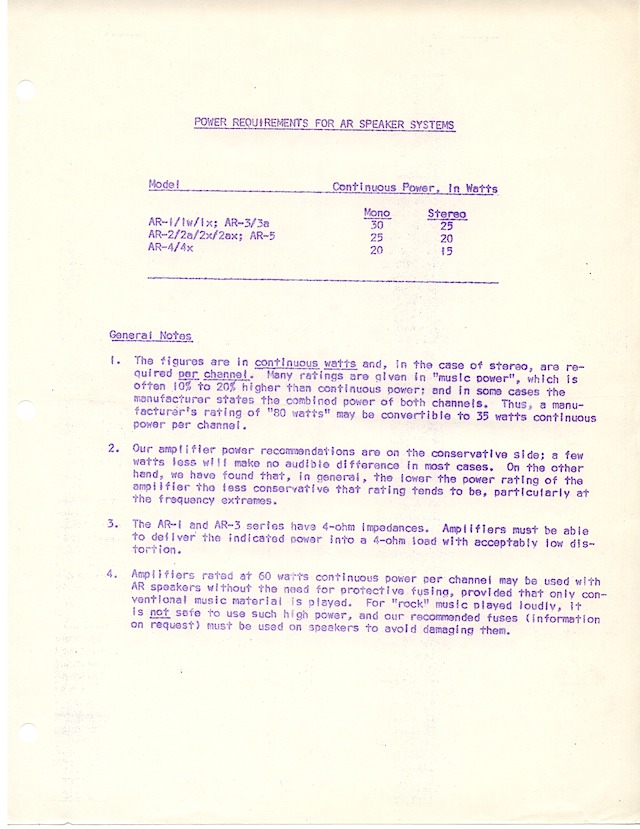 POWER REQUIREMENTS FOR AR SPEAKER SYSTEMS
Model Continuous Power, in Watts
Mono Stereo
AR-1/1w/1x; AR-3/3a 30 25
AR-2/2a/2x/2ax; AR-5 25 20
AR-4/4x 20 15
General Notes
1. The figures are in continuous watts and, in the case of stereo, are re-
quired per channel. Many ratings are given in "music power", which is
often 10% to 20% higher than continuous power; and in some cases the
manufacturer states the combined power of both channels. Thus, a manu-
facturer's rating of "80 watts" may be convertible to 35 watts continuous
power per channel.
2. Our amplifier power recommendations are on the conservative side; a few
watts less will make no audible difference in most cases. On the other
hand, we have found that, in general, the lower the power rating of the
amplifier the less conservative that rating tends to be, particularly at
the frequency extremes.
3. The AR-1 and AR-3 series have 4-ohm impedances. Amplifiers must be able
to deliver the indicated power into a 4-ohm load with acceptably low dis-
tortion.
4. Amplifiers rated at 60 watts continuous power per channel may be used with
AR speakers without the need for protective fusing, provided that only con-
ventional music material is played. For "rock" music played loudly, it
is not safe to use such high power, and our recommended fuses (information
on request) must be used on speakers to avoid damaging them.